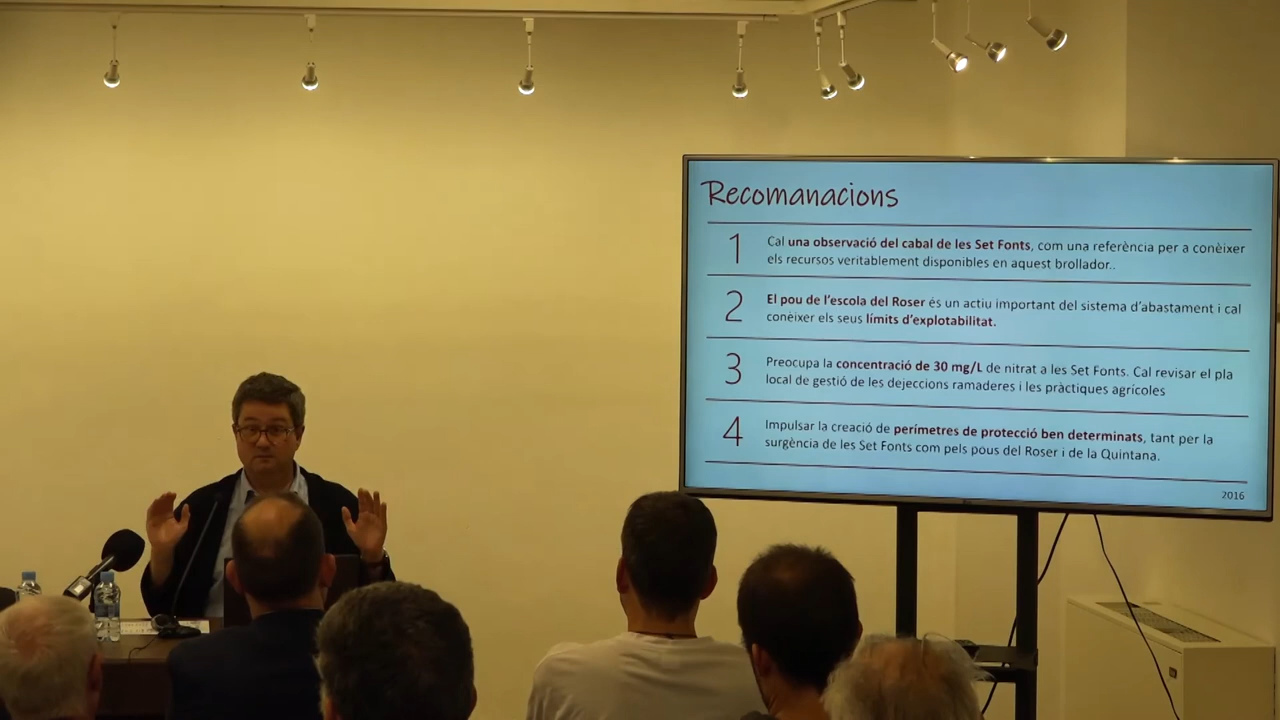 Recomanacions
1
Cal una observació del cabal de les Set Fonts, com una referència per a conèixer
els recursos veritablement disponibles en aquest brollador..
2
El pou de l'escola del Roser és un actiu important del sistema d'abastament i cal
conèixer els seus límits d'explotabilitat.
3
Preocupa la concentració de 30 mg/L de nitrat a les Set Fonts. Cal revisar el pla
local de gestió de les dejeccions ramaderes i les pràctiques agrícoles
4
Impulsar la creació de perímetres de protecció ben determinats, tant per la
surgència de les Set Fonts com pels pous del Roser i de la Quintana.
2016